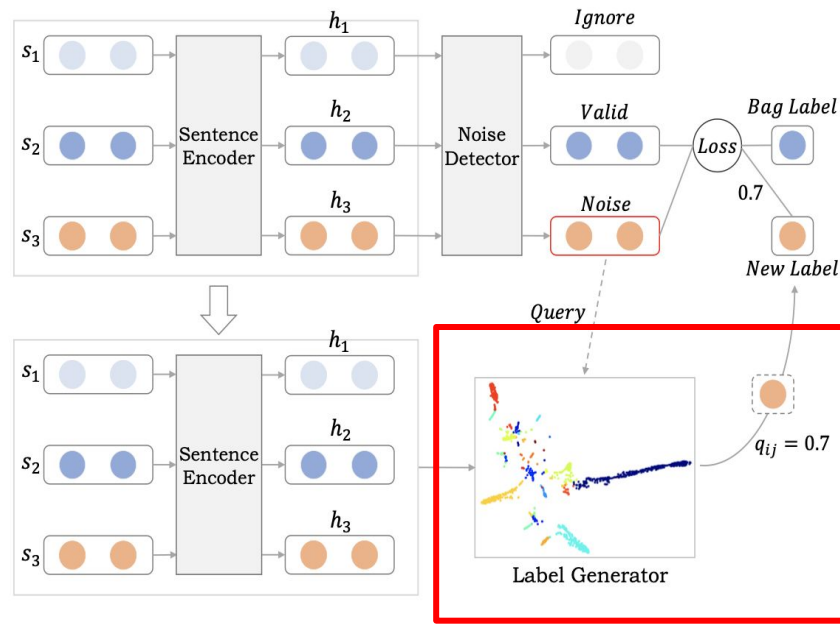 Ignore
s₁
h₁
Valid
Bag Label
s₂
Sentence
Encoder
h₂
Noise
Detector
Loss
0.7
Noise
s₃
h₃
New Label
Query
s₁
h₁
s₂
Sentence
Encoder
h₂
qᵢⱼ = 0.7
s₃
h₃
Label Generator